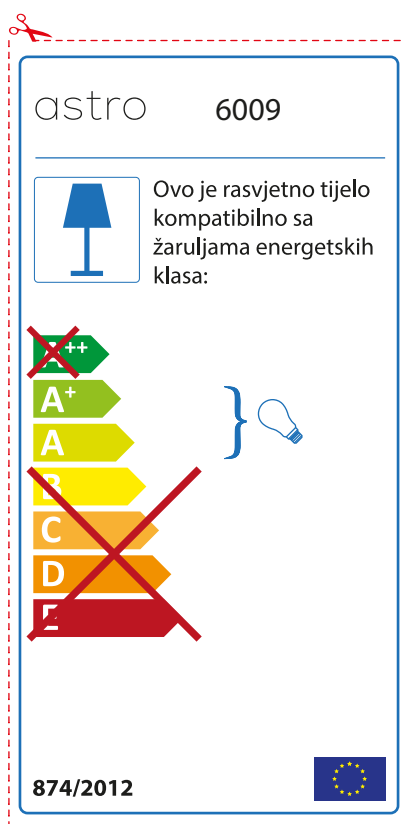 astro 6009
Ovo je rasvjetno tijelo
kompatibilno sa
žaruljama energetskih
klasa:
A++
A+
A
B
C
D
E
874/2012